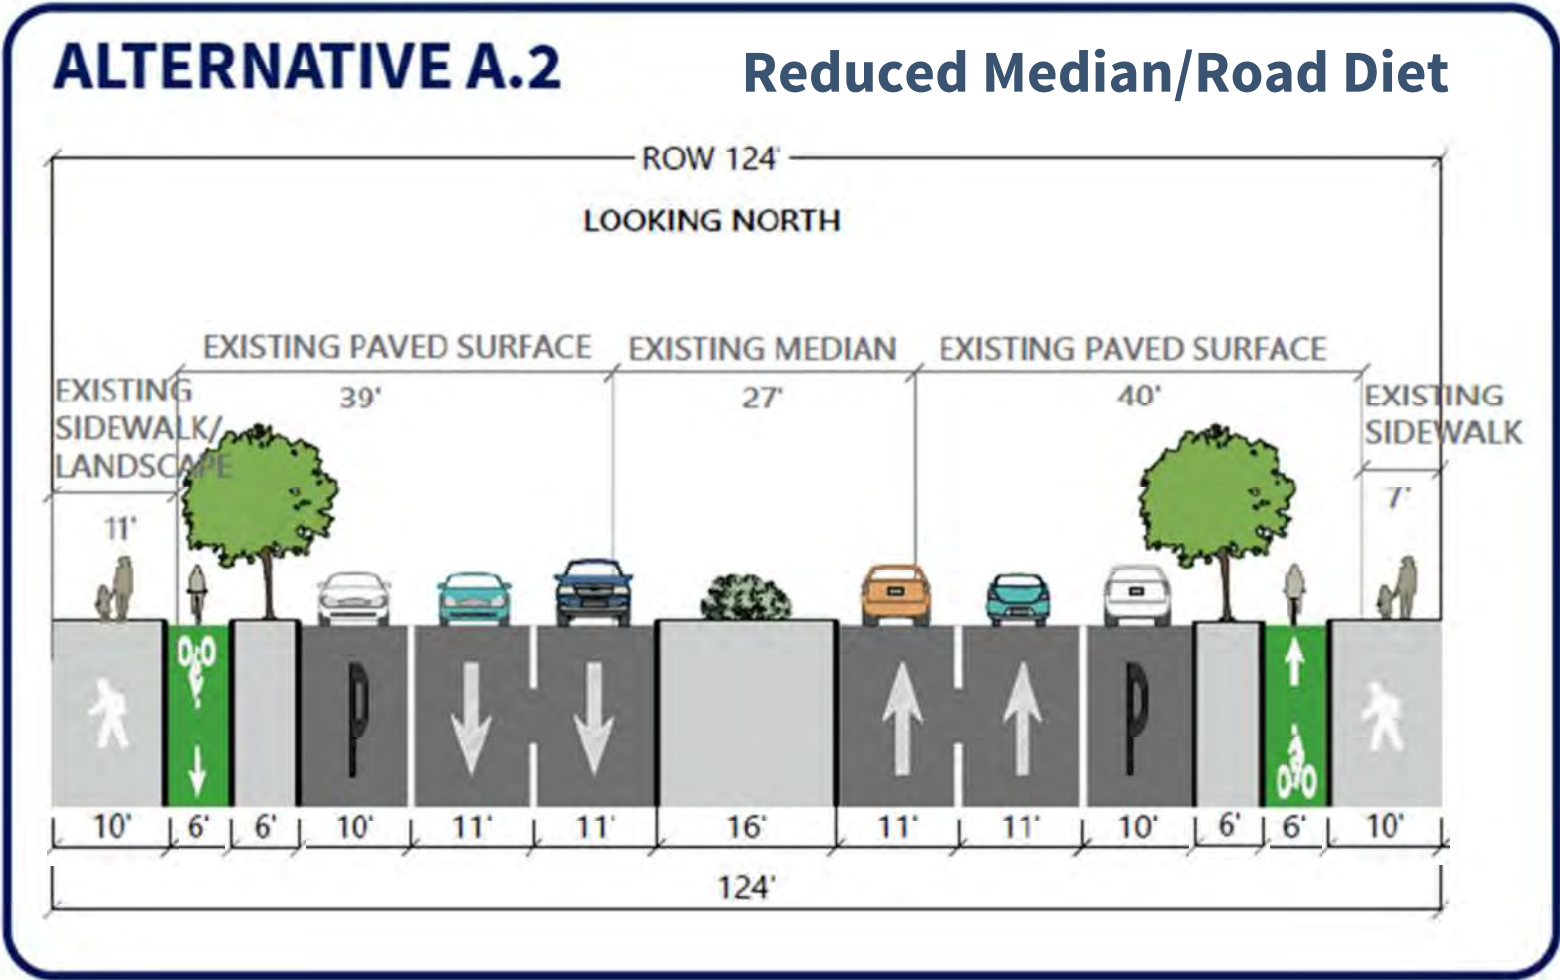 ALTERNATIVE A.2
Reduced Median/Road Diet
ROW 124'
LOOKING NORTH
EXISTING PAVED SURFACE
EXISTING MEDIAN
EXISTING PAVED SURFACE
39'
27'
40'
EXISTING
SIDEWALK/
LANDSCAPE
11'
EXISTING
SIDEWALK
7'
P
P
10' 6' 6' 10' 11' 11' 16' 11' 11' 10' 6' 6' 10'
124'